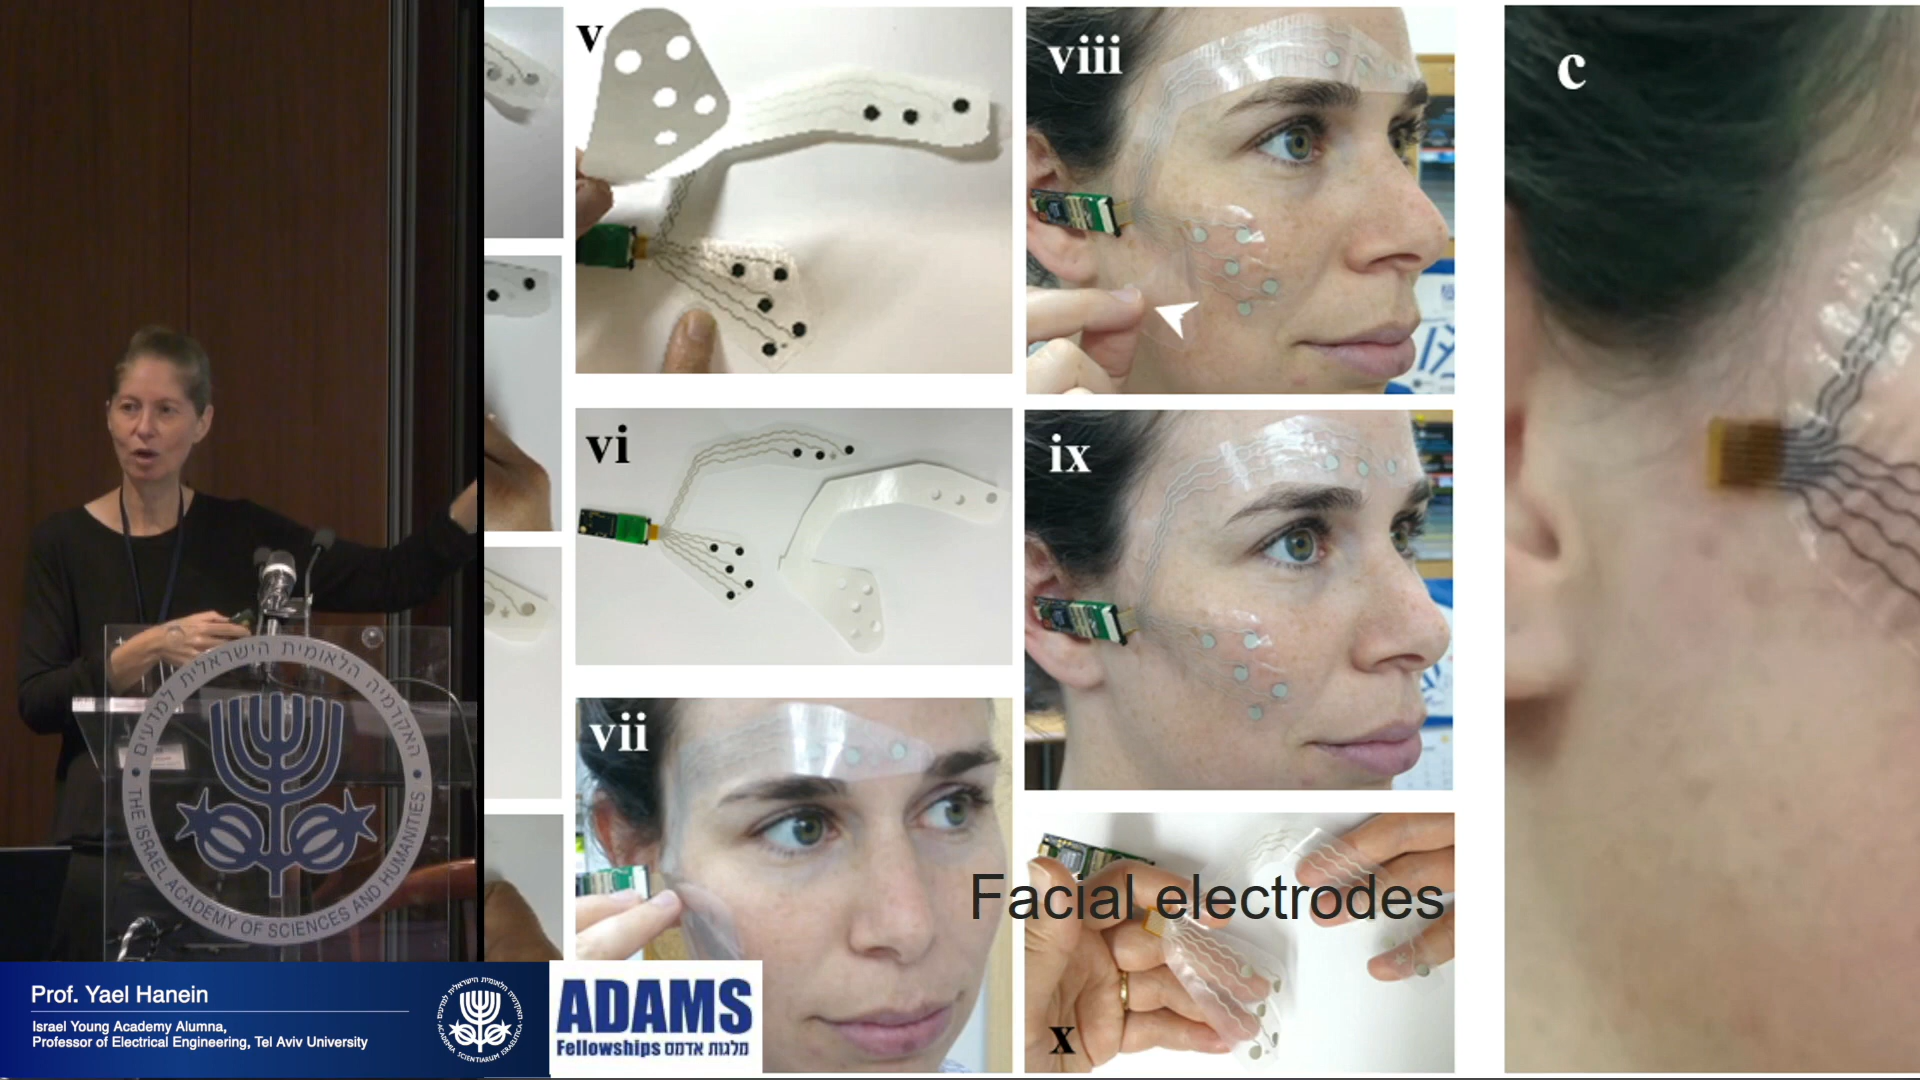 v
viii
c
vi
ix
vii
Facial electrodes
x
האקדמיה הלאומית הישראלית למדעים
THE ISRAEL ACADEMY OF SCIENCES AND HUMANITIES
Prof. Yael Hanein
Israel Young Academy Alumna,
Professor of Electrical Engineering, Tel Aviv University
ADAMS
Fellowships מלגות אדמס